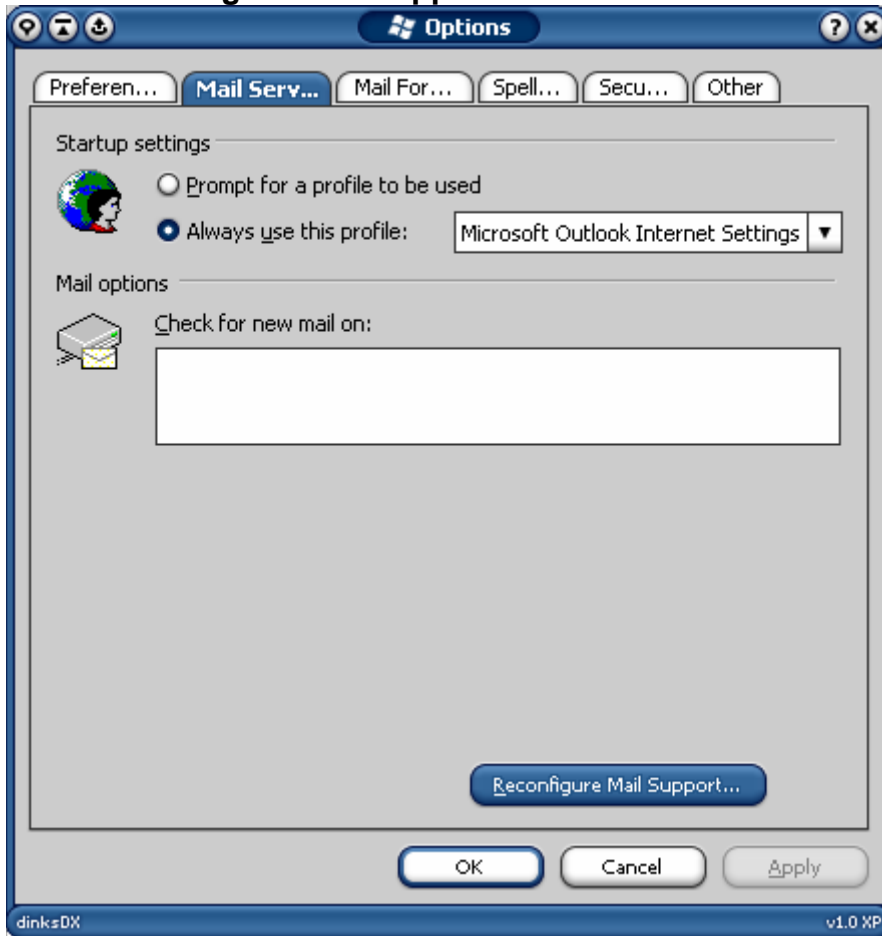 Options
Preferen... Mail Serv... Mail For... Spell... Secu... Other
Startup settings
Prompt for a profile to be used
Always use this profile: Microsoft Outlook Internet Settings
Mail options
Check for new mail on:
Reconfigure Mail Support...
OK Cancel Apply
dinksDX v1.0 XP